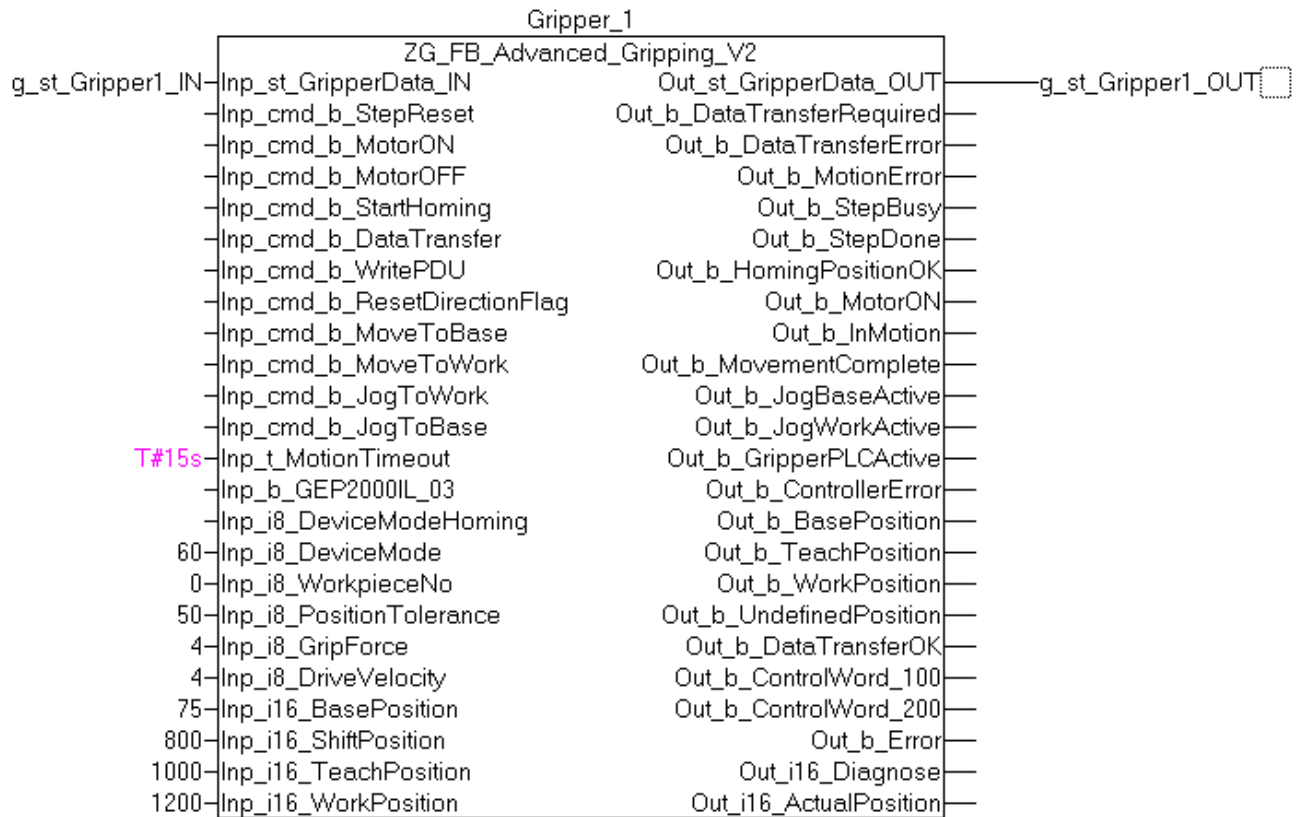 Gripper_1
ZG_FB_Advanced_Gripping_V2
g_st_Gripper1_IN Inp_st_GripperData_IN Out_st_GripperData_OUT g_st_Gripper1_OUT
Inp_cmd_b_StepReset Out_b_DataTransferRequired
Inp_cmd_b_MotorON Out_b_DataTransferError
Inp_cmd_b_MotorOFF Out_b_MotionError
Inp_cmd_b_StartHoming Out_b_StepBusy
Inp_cmd_b_DataTransfer Out_b_StepDone
Inp_cmd_b_WritePDU Out_b_HomingPositionOK
Inp_cmd_b_ResetDirectionFlag Out_b_MotorON
Inp_cmd_b_MoveToBase Out_b_InMotion
Inp_cmd_b_MoveToWork Out_b_MovementComplete
Inp_cmd_b_JogToWork Out_b_JogBaseActive
Inp_cmd_b_JogToBase Out_b_JogWorkActive
T#15s Inp_t_MotionTimeout Out_b_GripperPLCActive
Inp_b_GEP2000IL_03 Out_b_ControllerError
Inp_i8_DeviceModeHoming Out_b_BasePosition
60 Inp_i8_DeviceMode Out_b_TeachPosition
0 Inp_i8_WorkpieceNo Out_b_WorkPosition
50 Inp_i8_PositionTolerance Out_b_UndefinedPosition
4 Inp_i8_GripForce Out_b_DataTransferOK
4 Inp_i8_DriveVelocity Out_b_ControlWord_100
75 Inp_i16_BasePosition Out_b_ControlWord_200
800 Inp_i16_ShiftPosition Out_b_Error
1000 Inp_i16_TeachPosition Out_i16_Diagnose
1200 Inp_i16_WorkPosition Out_i16_ActualPosition